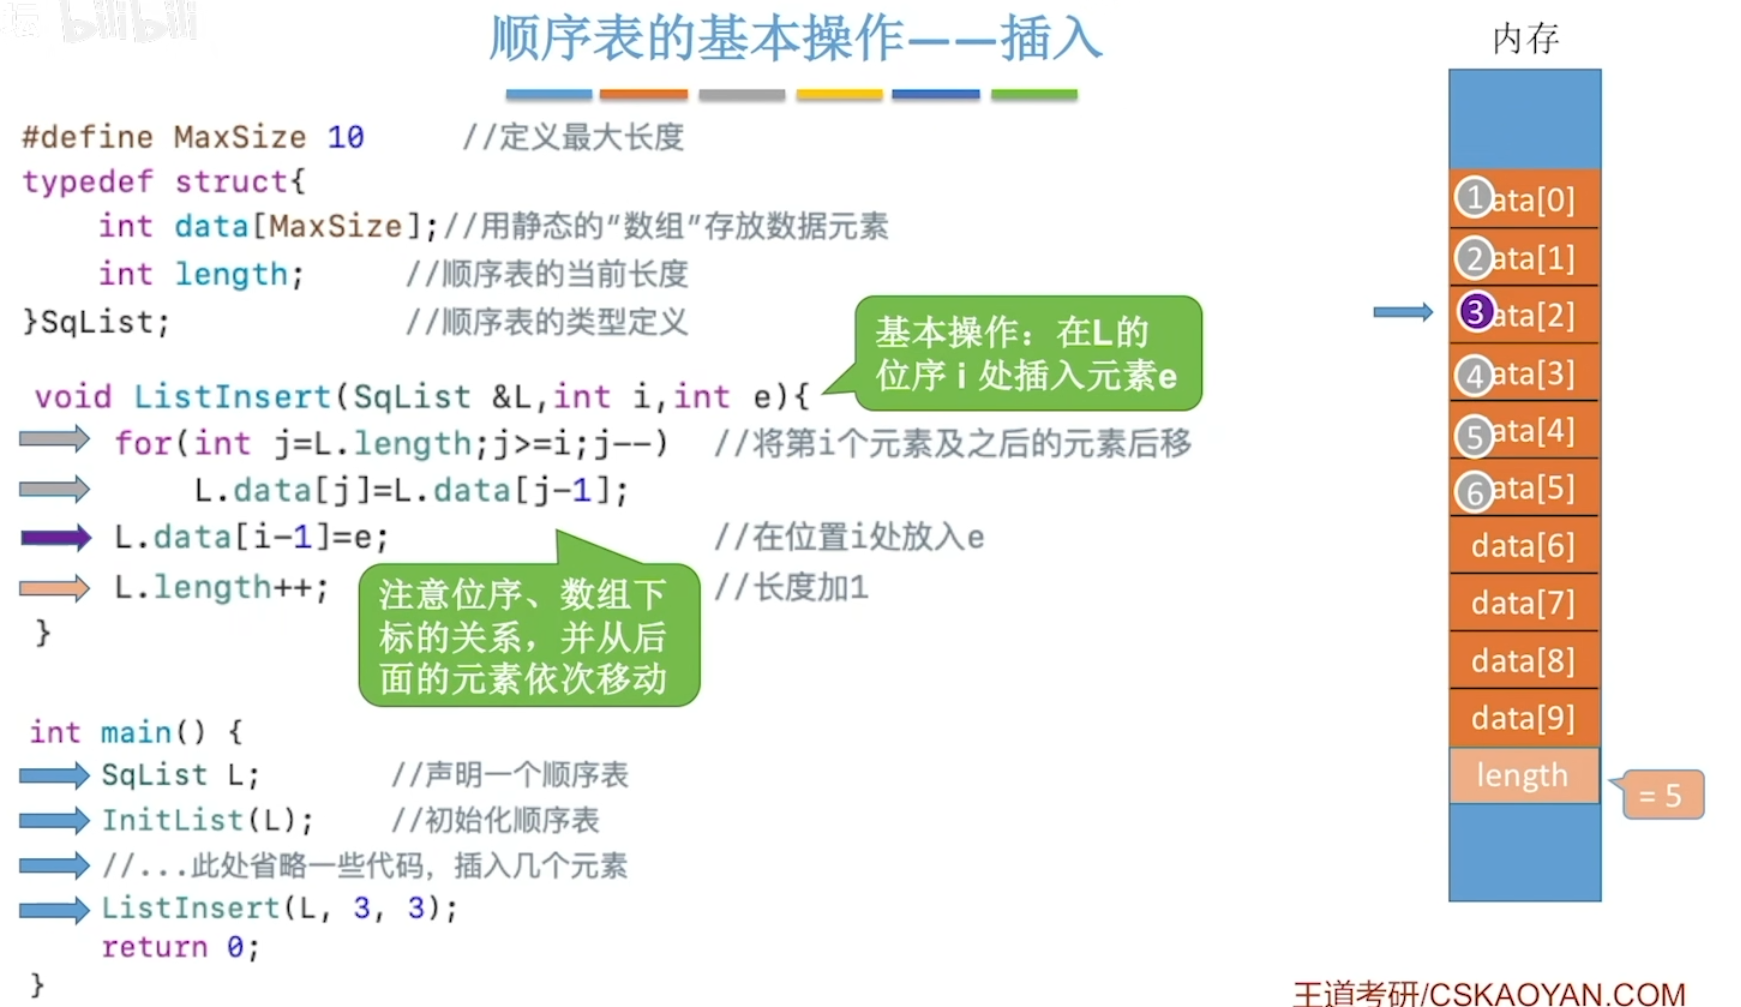 坛 bilibili
顺序表的基本操作——插入
#define MaxSize 10 //定义最大长度
typedef struct{
int data[MaxSize];//用静态的“数组”存放数据元素
int length; //顺序表的当前长度
}SqList; //顺序表的类型定义
基本操作：在L的
位序 i 处插入元素e
void ListInsert(SqList &L,int i,int e){
for(int j=L.length;j>=i;j--) //将第i个元素及之后的元素后移
L.data[j]=L.data[j-1];
L.data[i-1]=e; //在位置i处放入e
L.length++; //长度加1
}
注意位序、数组下
标的关系，并从后
面的元素依次移动
int main() {
SqList L; //声明一个顺序表
InitList(L); //初始化顺序表
//...此处省略一些代码，插入几个元素
ListInsert(L, 3, 3);
return 0;
}
内存
1 ata[0]
2 ata[1]
3 ata[2]
4 ata[3]
5 ata[4]
6 ata[5]
data[6]
data[7]
data[8]
data[9]
length
= 5
王道考研/CSKAOYAN.COM